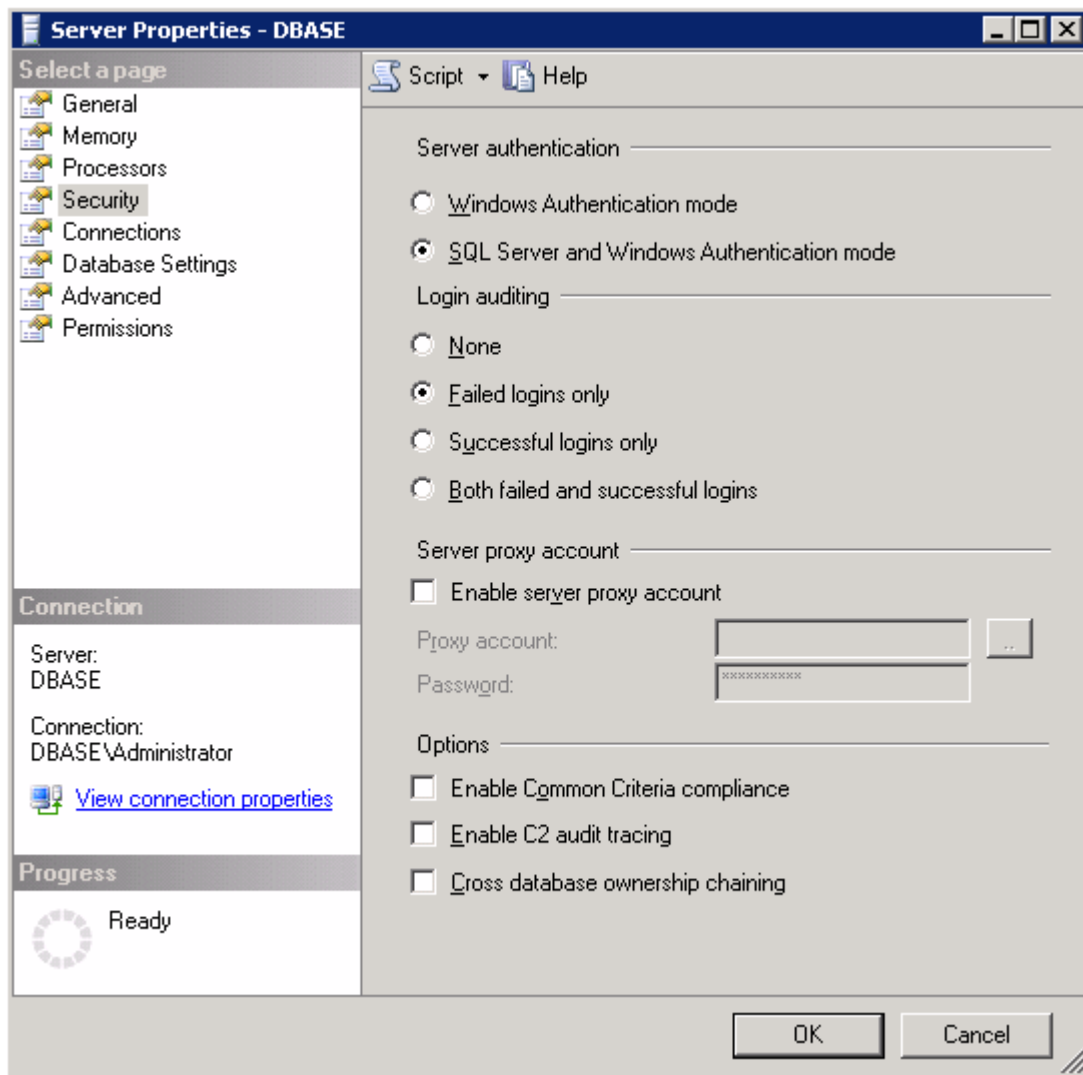 Server Properties - DBASE
Select a page
General
Memory
Processors
Security
Connections
Database Settings
Advanced
Permissions
Connection
Server:
DBASE
Connection:
DBASE\Administrator
View connection properties
Progress
Ready
Script
Help
Server authentication
Windows Authentication mode
SQL Server and Windows Authentication mode
Login auditing
None
Failed logins only
Successful logins only
Both failed and successful logins
Server proxy account
Enable server proxy account
Proxy account:
..
Password:
**********
Options
Enable Common Criteria compliance
Enable C2 audit tracing
Cross database ownership chaining
OK
Cancel